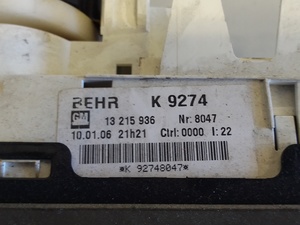 BEHR K 9274
GM 13 215 936 Nr: 8047
10.01.06 21h21 Ctrl: 0000 I: 22
*K 92748047*